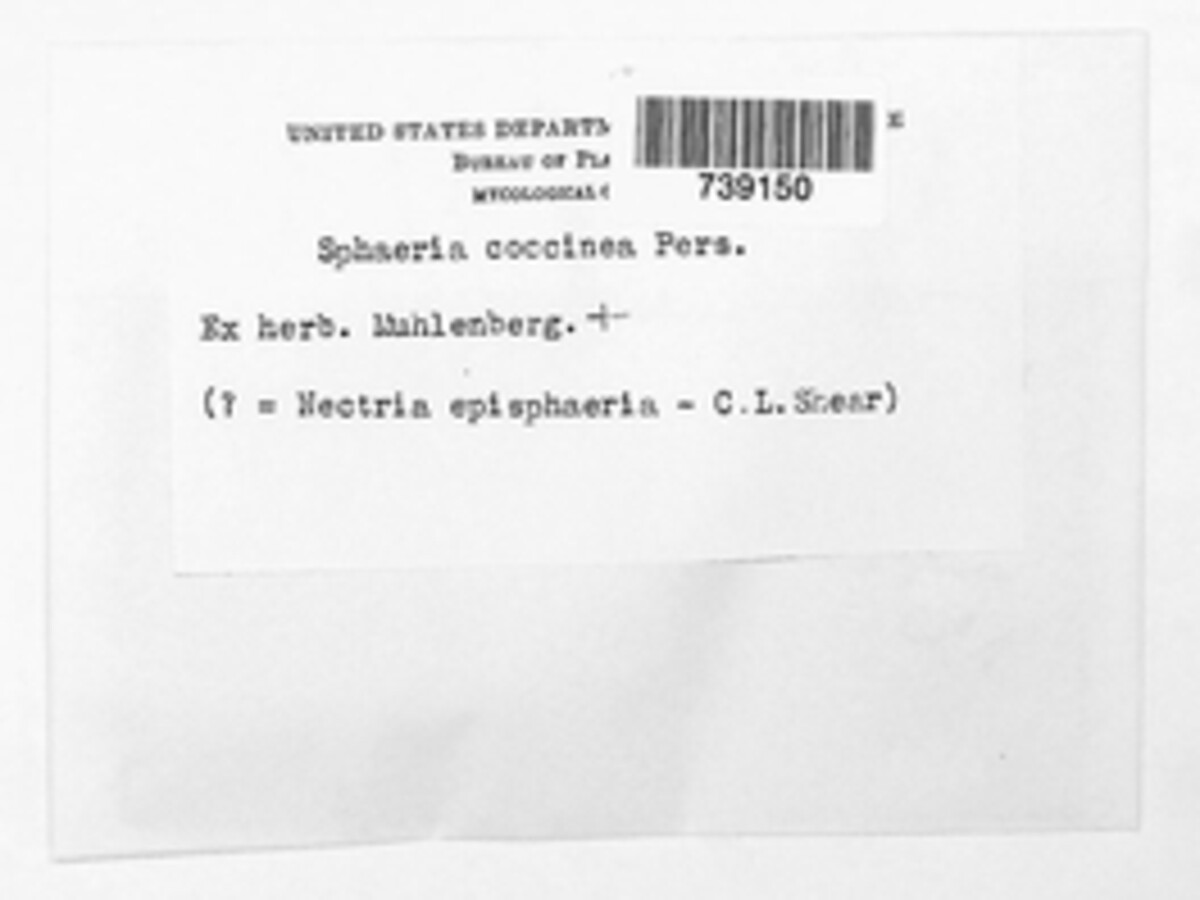 UNITED STATES DEPARTM E
BUREAU OF PLA
MYCOLOGICAL C
739150
Sphaeria coccinea Pers.
Ex herb. Muhlenberg. +
(? = Nectria episphaeria - C.L.Shear)